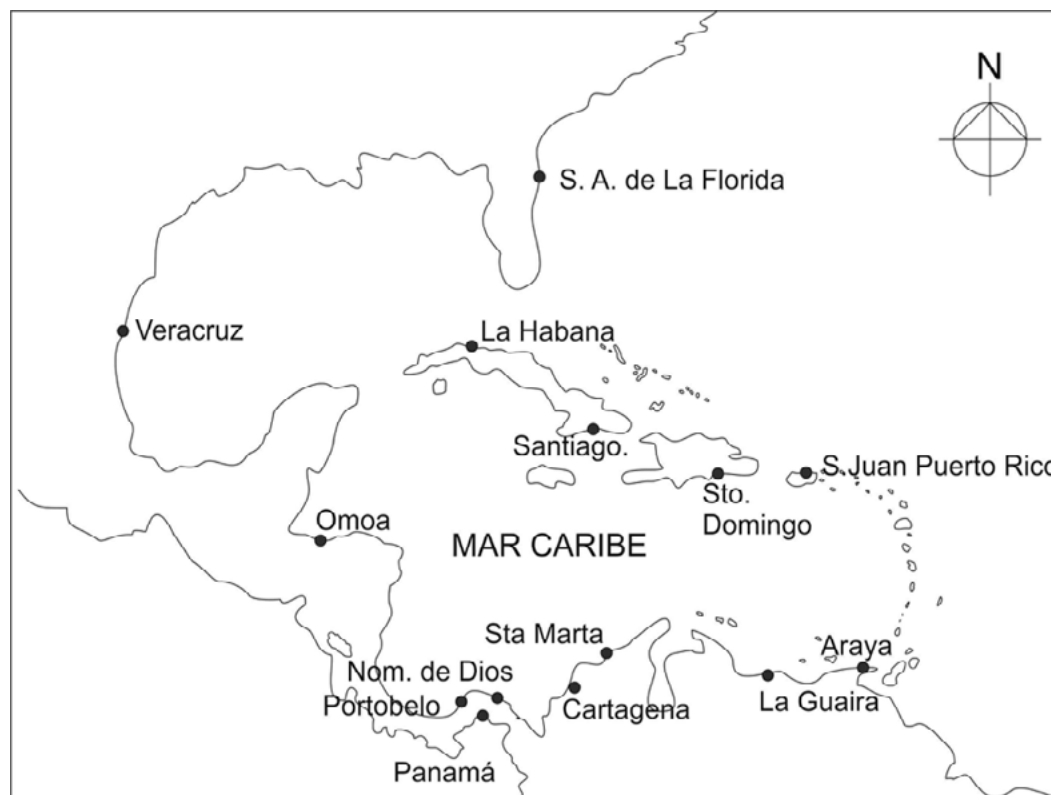 N
S. A. de La Florida
Veracruz
La Habana
Santiago.
S.Juan Puerto Rico
Sto.
Domingo
Omoa
MAR CARIBE
Sta Marta
Araya
Nom. de Dios
Portobelo
Cartagena
La Guaira
Panamá